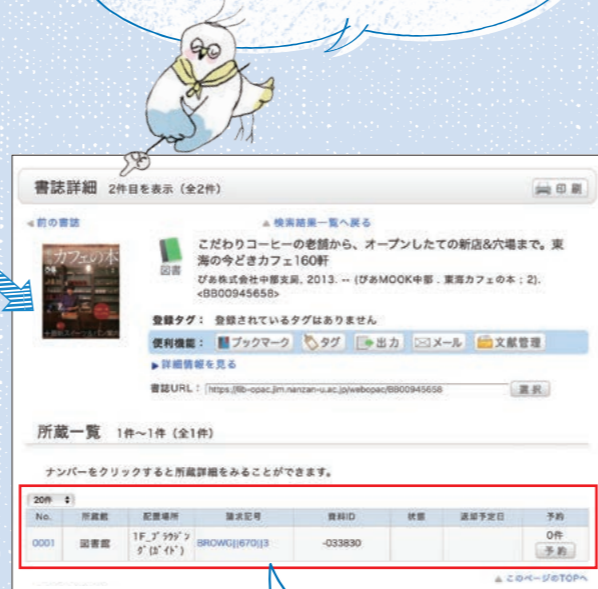 書誌詳細 2件目を表示（全2件）
印刷
前の書誌
検索結果一覧へ戻る
カフェの本
図書
こだわりコーヒーの老舗から、オープンしたての新店&穴場まで。東
海の今どきカフェ160軒
ぴあ株式会社中部支局, 2013. -- (ぴあMOOK中部 . 東海カフェの本 ; 2).
<BB00945658>
登録タグ： 登録されているタグはありません
便利機能： ブックマーク タグ 出力 メール 文献管理
▶詳細情報を見る
書誌URL： https://lib-opac.jim.nanzan-u.ac.jp/webopac/BB00945658 選択
所蔵一覧 1件～1件（全1件）
ナンバーをクリックすると所蔵詳細をみることができます。
20件
No. 所蔵館 配置場所 請求記号 資料ID 状態 返却予定日 予約
0001 図書館 1F_ﾌﾞﾗｳｼﾞﾝ BROWG||670||3 -033830 0件
ｸﾞ(ｶﾞｲﾄﾞ) 予約
このページのTOPへ